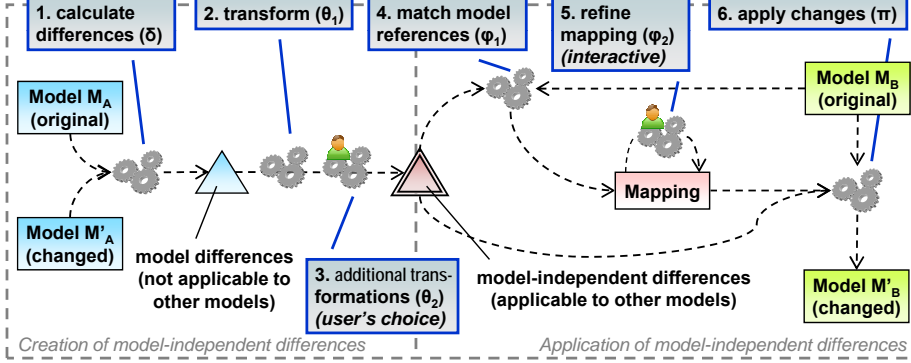 1. calculate
differences (δ)
2. transform (θ1)
4. match model
references (φ1)
5. refine
mapping (φ2)
(interactive)
6. apply changes (π)
Model MA
(original)
Model MB
(original)
Mapping
Model M'A
(changed)
model differences
(not applicable to
other models)
3. additional trans-
formations (θ2)
(user's choice)
model-independent differences
(applicable to other models)
Model M'B
(changed)
Creation of model-independent differences
Application of model-independent differences